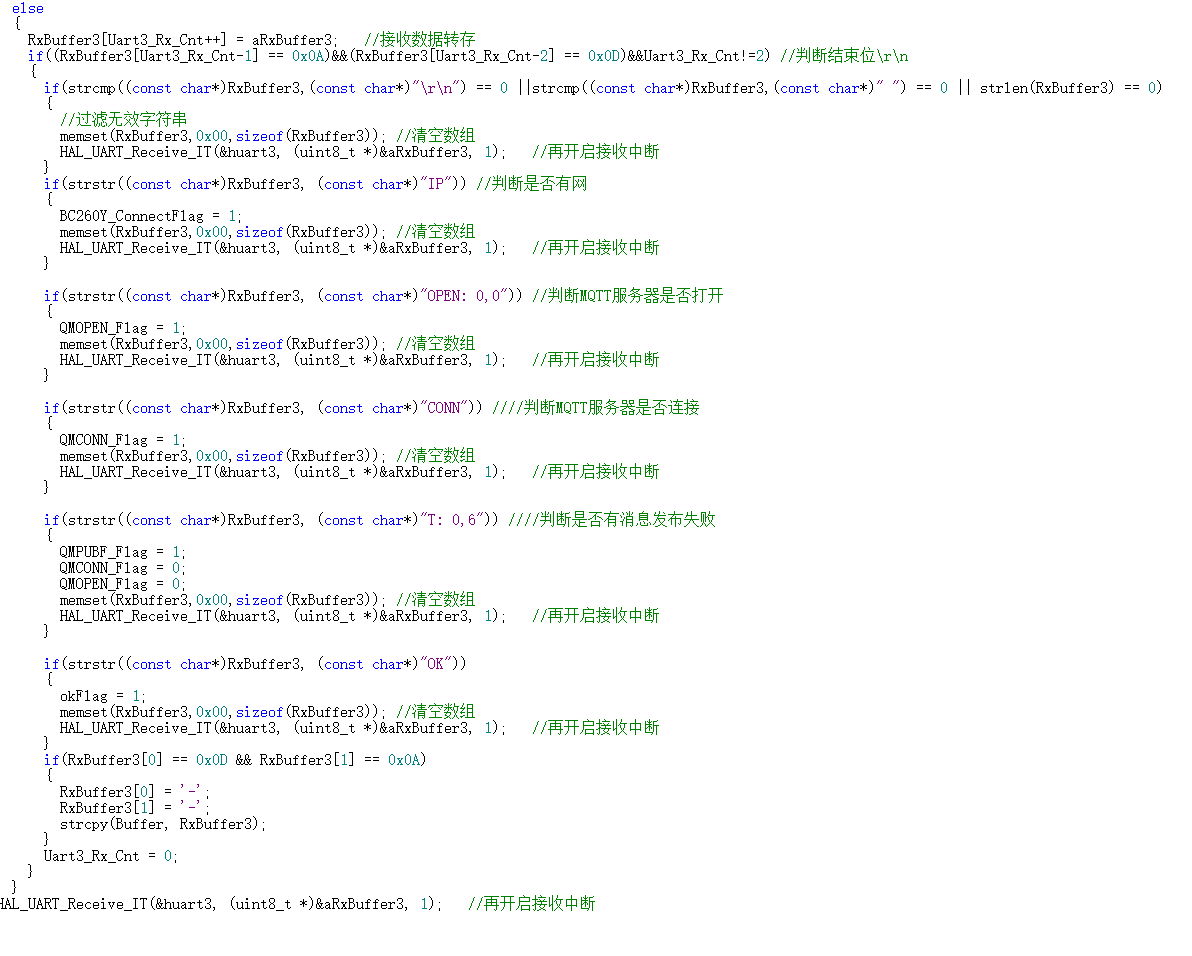 else
{
RxBuffer3[Uart3_Rx_Cnt++] = aRxBuffer3;   //接收数据转存
if((RxBuffer3[Uart3_Rx_Cnt-1] == 0x0A)&&(RxBuffer3[Uart3_Rx_Cnt-2] == 0x0D)&&Uart3_Rx_Cnt!=2) //判断结束位\r\n
{
if(strcmp((const char*)RxBuffer3,(const char*)"\r\n") == 0 ||strcmp((const char*)RxBuffer3,(const char*)" ") == 0 || strlen(RxBuffer3) == 0)
{
//过滤无效字符串
memset(RxBuffer3,0x00,sizeof(RxBuffer3)); //清空数组
HAL_UART_Receive_IT(&huart3, (uint8_t *)&aRxBuffer3, 1);   //再开启接收中断
}
if(strstr((const char*)RxBuffer3, (const char*)"IP")) //判断是否有网
{
BC260Y_ConnectFlag = 1;
memset(RxBuffer3,0x00,sizeof(RxBuffer3)); //清空数组
HAL_UART_Receive_IT(&huart3, (uint8_t *)&aRxBuffer3, 1);   //再开启接收中断
}
if(strstr((const char*)RxBuffer3, (const char*)"OPEN: 0,0")) //判断MQTT服务器是否打开
{
QMOPEN_Flag = 1;
memset(RxBuffer3,0x00,sizeof(RxBuffer3)); //清空数组
HAL_UART_Receive_IT(&huart3, (uint8_t *)&aRxBuffer3, 1);   //再开启接收中断
}
if(strstr((const char*)RxBuffer3, (const char*)"CONN")) ////判断MQTT服务器是否连接
{
QMCONN_Flag = 1;
memset(RxBuffer3,0x00,sizeof(RxBuffer3)); //清空数组
HAL_UART_Receive_IT(&huart3, (uint8_t *)&aRxBuffer3, 1);   //再开启接收中断
}
if(strstr((const char*)RxBuffer3, (const char*)"T: 0,6")) ////判断是否有消息发布失败
{
QMPUBF_Flag = 1;
QMCONN_Flag = 0;
QMOPEN_Flag = 0;
memset(RxBuffer3,0x00,sizeof(RxBuffer3)); //清空数组
HAL_UART_Receive_IT(&huart3, (uint8_t *)&aRxBuffer3, 1);   //再开启接收中断
}
if(strstr((const char*)RxBuffer3, (const char*)"OK"))
{
okFlag = 1;
memset(RxBuffer3,0x00,sizeof(RxBuffer3)); //清空数组
HAL_UART_Receive_IT(&huart3, (uint8_t *)&aRxBuffer3, 1);   //再开启接收中断
}
if(RxBuffer3[0] == 0x0D && RxBuffer3[1] == 0x0A)
{
RxBuffer3[0] = '-';
RxBuffer3[1] = '-';
strcpy(Buffer, RxBuffer3);
}
Uart3_Rx_Cnt = 0;
}
}
HAL_UART_Receive_IT(&huart3, (uint8_t *)&aRxBuffer3, 1);   //再开启接收中断